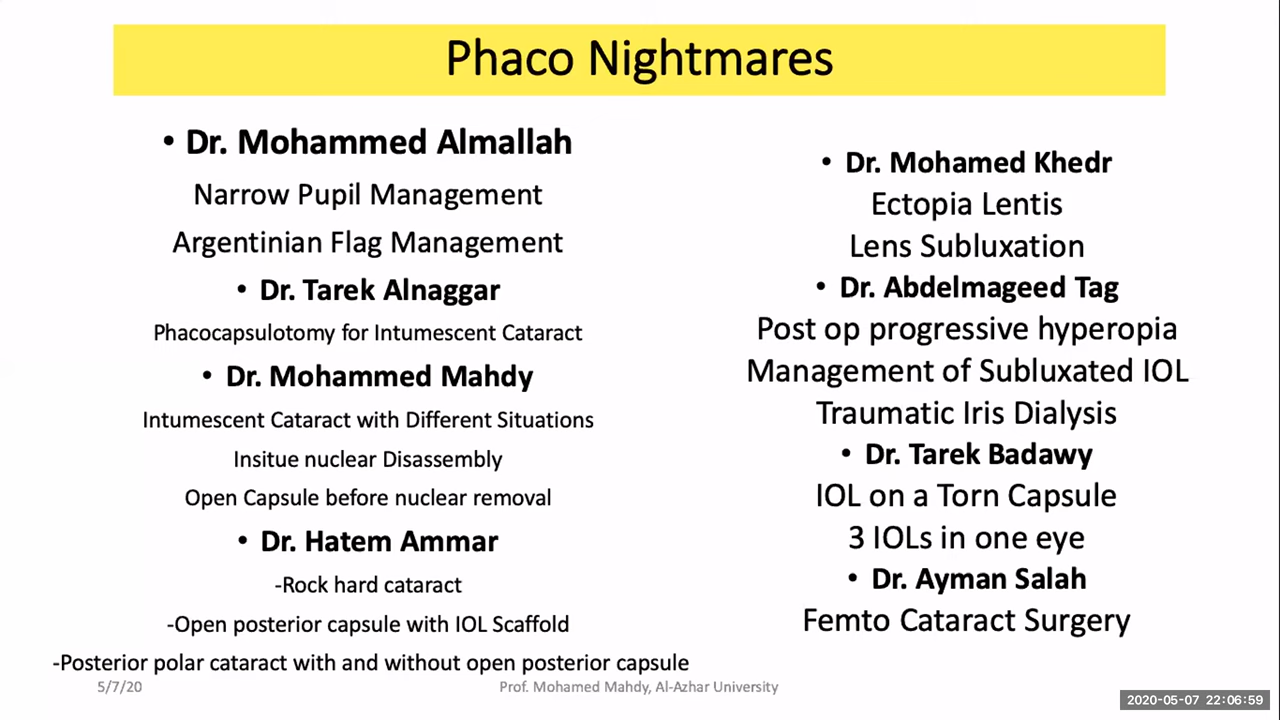 Phaco Nightmares
• Dr. Mohammed Almallah
Narrow Pupil Management
Argentinian Flag Management
• Dr. Tarek Alnaggar
Phacocapsulotomy for Intumescent Cataract
• Dr. Mohammed Mahdy
Intumescent Cataract with Different Situations
Insitue nuclear Disassembly
Open Capsule before nuclear removal
• Dr. Hatem Ammar
-Rock hard cataract
-Open posterior capsule with IOL Scaffold
-Posterior polar cataract with and without open posterior capsule
• Dr. Mohamed Khedr
Ectopia Lentis
Lens Subluxation
• Dr. Abdelmageed Tag
Post op progressive hyperopia
Management of Subluxated IOL
Traumatic Iris Dialysis
• Dr. Tarek Badawy
IOL on a Torn Capsule
3 IOLs in one eye
• Dr. Ayman Salah
Femto Cataract Surgery
5/7/20
Prof. Mohamed Mahdy, Al-Azhar University
2020-05-07 22:06:59